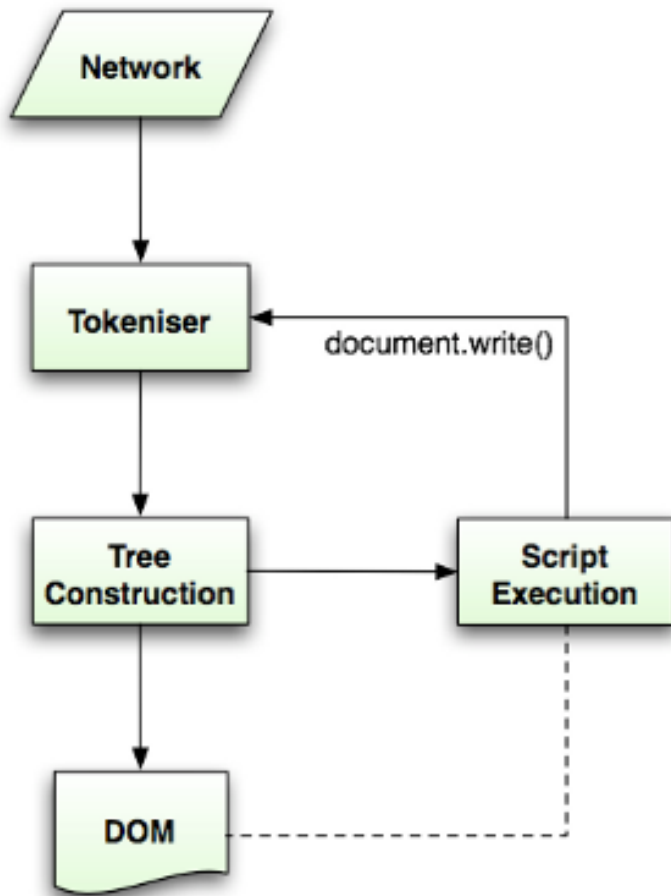 Network
Tokeniser
document.write()
Tree
Construction
Script
Execution
DOM